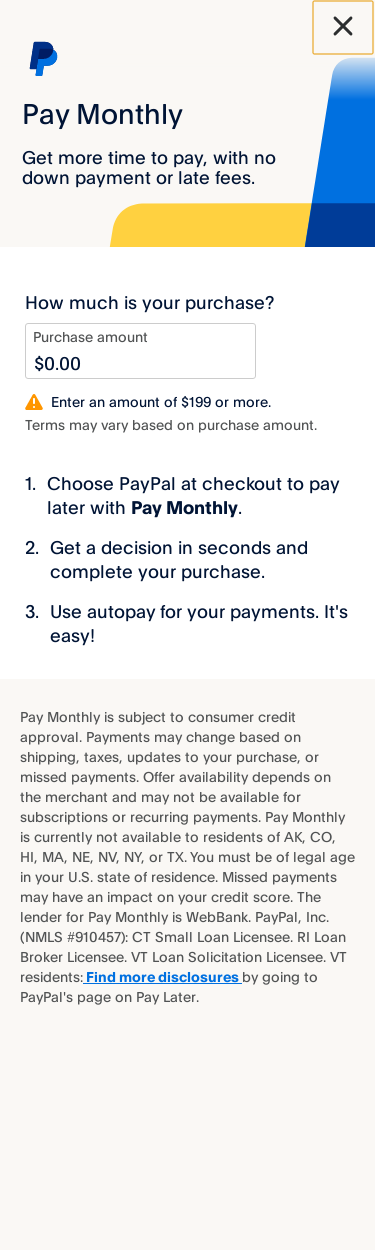 Pay Monthly
Get more time to pay, with no
down payment or late fees.
How much is your purchase?
Purchase amount
$0.00
Enter an amount of $199 or more.
Terms may vary based on purchase amount.
1. Choose PayPal at checkout to pay
later with Pay Monthly.
2. Get a decision in seconds and
complete your purchase.
3. Use autopay for your payments. It's
easy!
Pay Monthly is subject to consumer credit
approval. Payments may change based on
shipping, taxes, updates to your purchase, or
missed payments. Offer availability depends on
the merchant and may not be available for
subscriptions or recurring payments. Pay Monthly
is currently not available to residents of AK, CO,
HI, MA, NE, NV, NY, or TX. You must be of legal age
in your U.S. state of residence. Missed payments
may have an impact on your credit score. The
lender for Pay Monthly is WebBank. PayPal, Inc.
(NMLS #910457): CT Small Loan Licensee. RI Loan
Broker Licensee. VT Loan Solicitation Licensee. VT
residents: Find more disclosures by going to
PayPal's page on Pay Later.